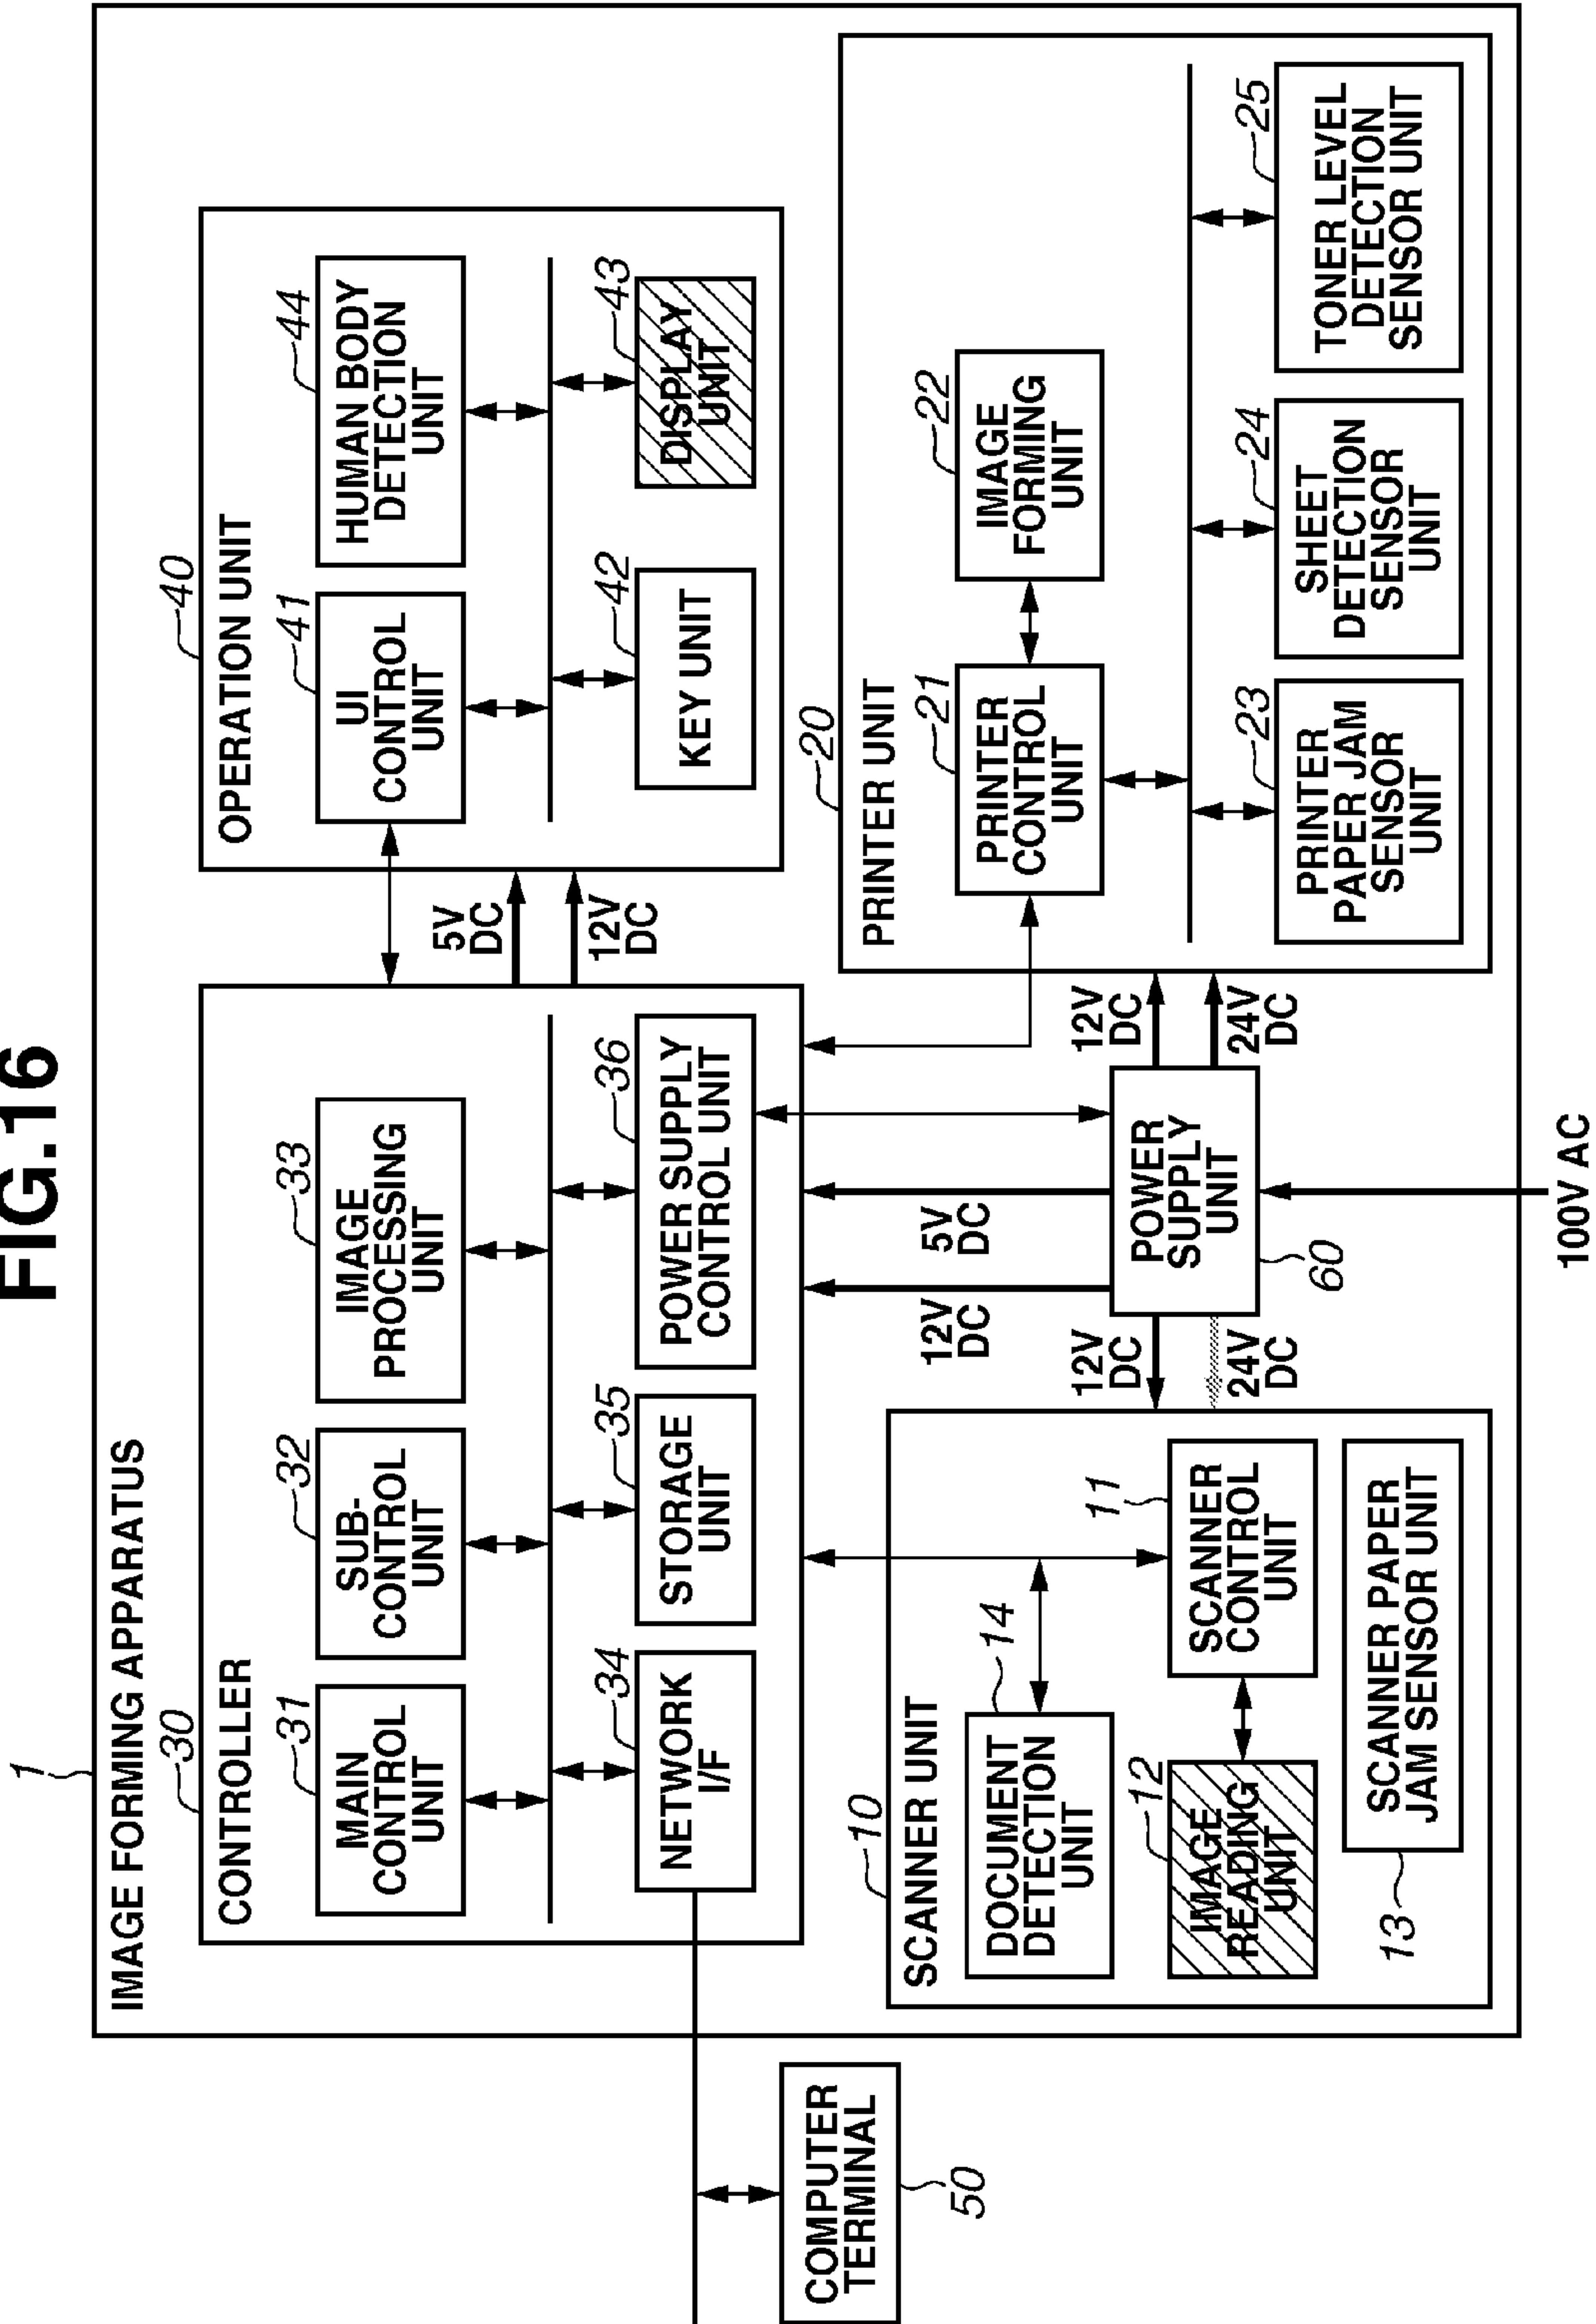 FIG.16
1
IMAGE FORMING APPARATUS
30
CONTROLLER
31
MAIN
CONTROL
UNIT
32
SUB-
CONTROL
UNIT
33
IMAGE
PROCESSING
UNIT
34
NETWORK
I/F
35
STORAGE
UNIT
36
POWER SUPPLY
CONTROL UNIT
5V
DC
12V
DC
40
OPERATION UNIT
41
UI
CONTROL
UNIT
44
HUMAN BODY
DETECTION
UNIT
42
KEY UNIT
43
DISPLAY
UNIT
COMPUTER
TERMINAL
50
10
SCANNER UNIT
14
DOCUMENT
DETECTION
UNIT
11
SCANNER
CONTROL
UNIT
12
IMAGE
READING
UNIT
13
SCANNER PAPER
JAM SENSOR UNIT
12V
DC
5V
DC
12V
DC
24V
DC
POWER
SUPPLY
UNIT
60
12V
DC
24V
DC
100V AC
20
PRINTER UNIT
21
PRINTER
CONTROL
UNIT
22
IMAGE
FORMING
UNIT
23
PRINTER
PAPER JAM
SENSOR
UNIT
24
SHEET
DETECTION
SENSOR
UNIT
25
TONER LEVEL
DETECTION
SENSOR UNIT